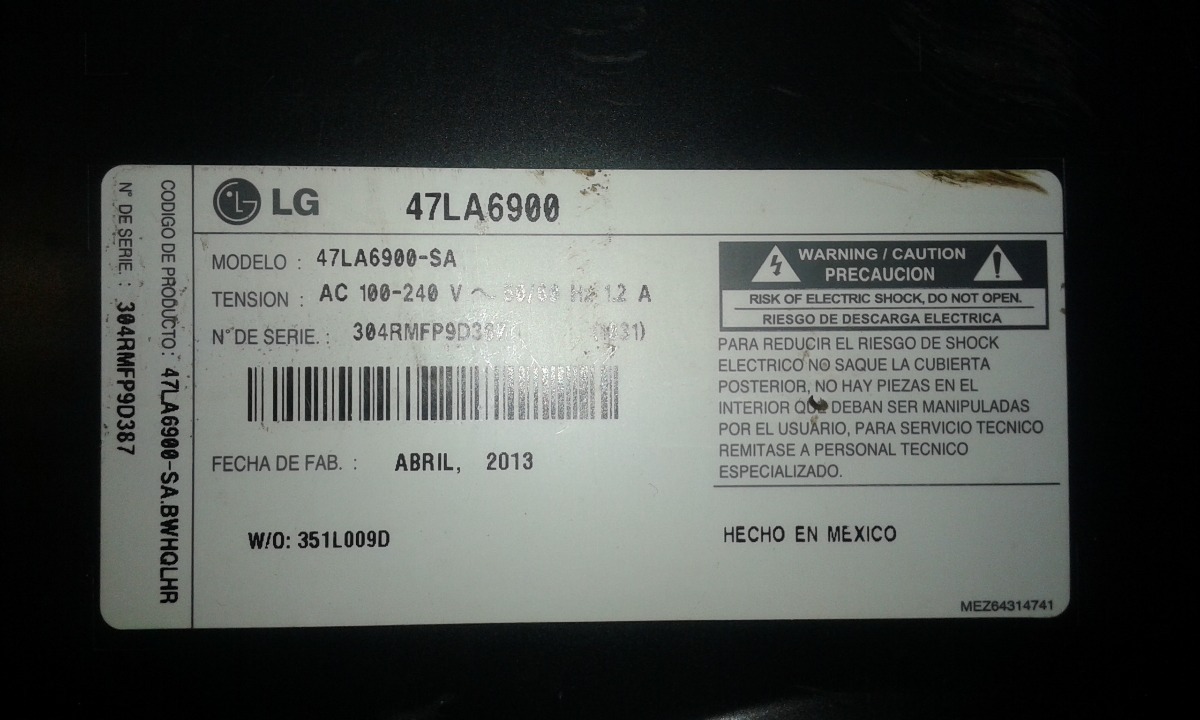 N° DE SERIE. : 304RMFP9D387
CODIGO DE PRODUCTO: 47LA6900-SA.BWHQLHR
LG 47LA6900
MODELO : 47LA6900-SA
TENSION : AC 100-240 V ~ Hz 1.2 A
N° DE SERIE. : 304RMFP9D387
FECHA DE FAB. : ABRIL, 2013
W/O: 351L009D
WARNING / CAUTION
PRECAUCION
RISK OF ELECTRIC SHOCK, DO NOT OPEN.
RIESGO DE DESCARGA ELECTRICA
PARA REDUCIR EL RIESGO DE SHOCK
ELECTRICO NO SAQUE LA CUBIERTA
POSTERIOR, NO HAY PIEZAS EN EL
INTERIOR QUE DEBAN SER MANIPULADAS
POR EL USUARIO, PARA SERVICIO TECNICO
REMITASE A PERSONAL TECNICO
ESPECIALIZADO.
HECHO EN MEXICO
MEZ64314741